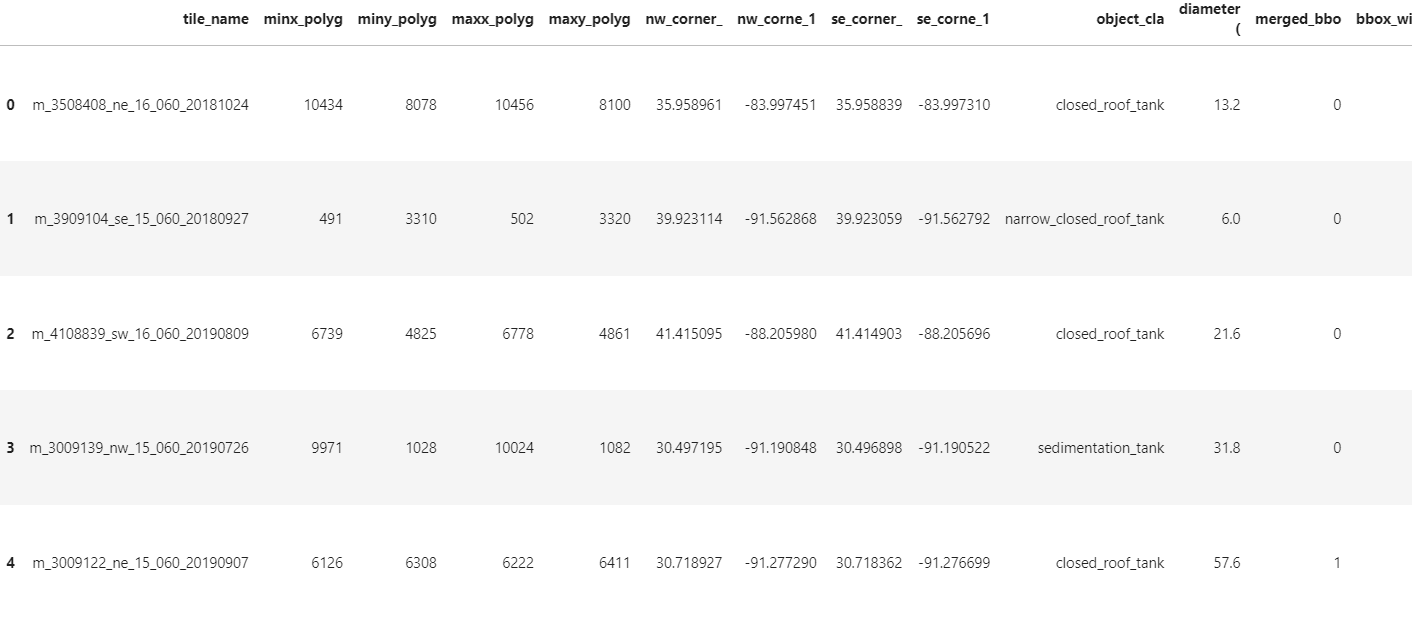 tile_name minx_polyg miny_polyg maxx_polyg maxy_polyg nw_corner_ nw_corne_1 se_corner_ se_corne_1 object_cla diameter ( merged_bbo bbox_wi
0 m_3508408_ne_16_060_20181024 10434 8078 10456 8100 35.958961 -83.997451 35.958839 -83.997310 closed_roof_tank 13.2 0
1 m_3909104_se_15_060_20180927 491 3310 502 3320 39.923114 -91.562868 39.923059 -91.562792 narrow_closed_roof_tank 6.0 0
2 m_4108839_sw_16_060_20190809 6739 4825 6778 4861 41.415095 -88.205980 41.414903 -88.205696 closed_roof_tank 21.6 0
3 m_3009139_nw_15_060_20190726 9971 1028 10024 1082 30.497195 -91.190848 30.496898 -91.190522 sedimentation_tank 31.8 0
4 m_3009122_ne_15_060_20190907 6126 6308 6222 6411 30.718927 -91.277290 30.718362 -91.276699 closed_roof_tank 57.6 1